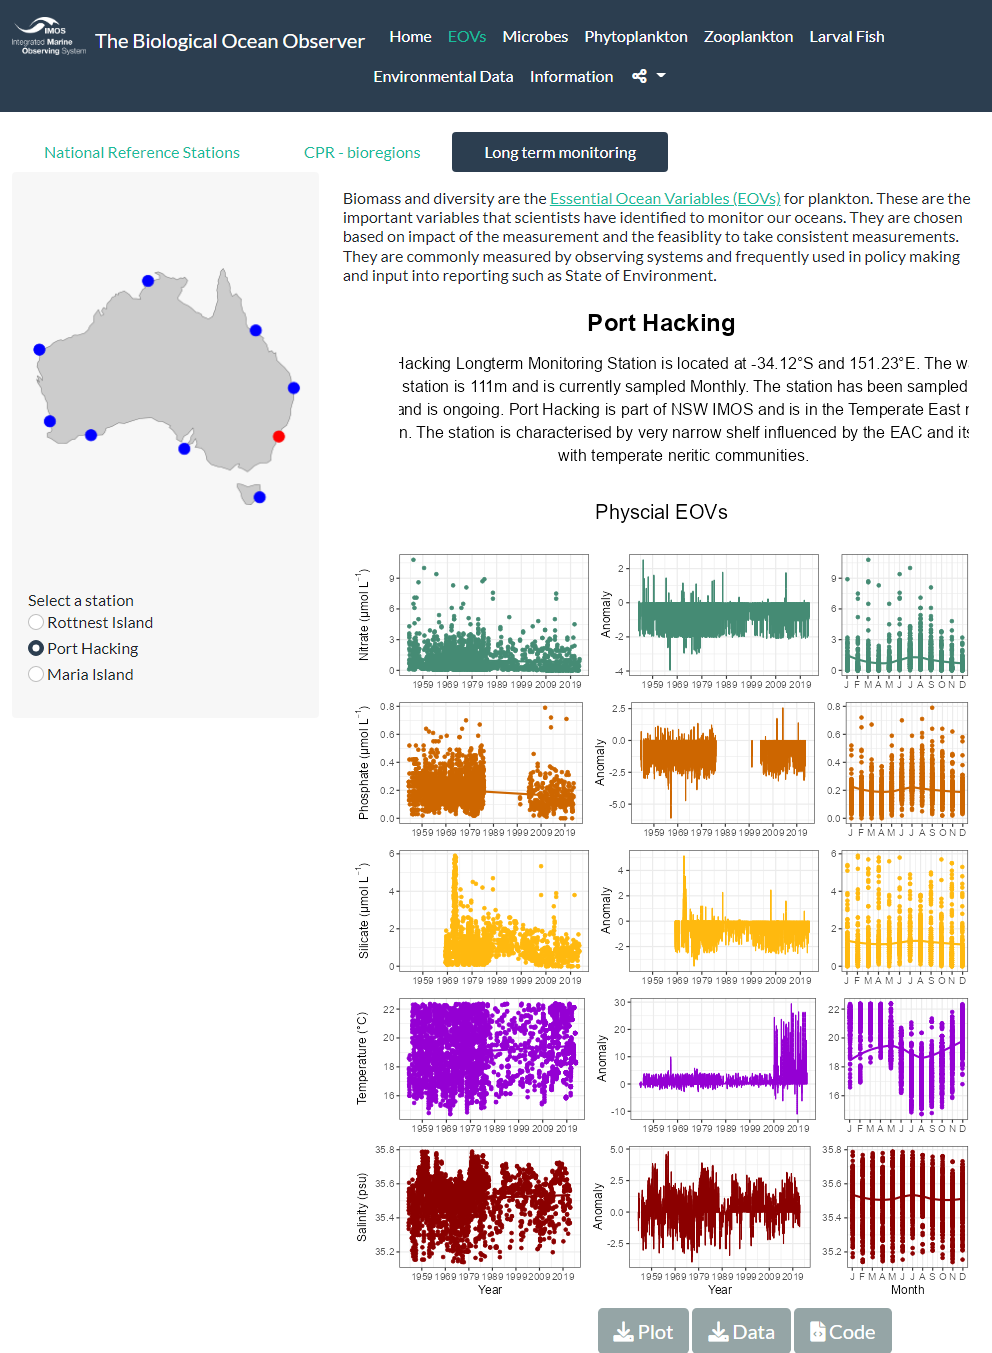 IMOS
Integrated Marine
Observing System
The Biological Ocean Observer
Home EOVs Microbes Phytoplankton Zooplankton Larval Fish
Environmental Data Information
National Reference Stations CPR - bioregions Long term monitoring
Biomass and diversity are the Essential Ocean Variables (EOVs) for plankton. These are the
important variables that scientists have identified to monitor our oceans. They are chosen
based on impact of the measurement and the feasiblity to take consistent measurements.
They are commonly measured by observing systems and frequently used in policy making
and input into reporting such as State of Environment.
Port Hacking
Hacking Longterm Monitoring Station is located at -34.12°S and 151.23°E. The
station is 111m and is currently sampled Monthly. The station has been sampled
and is ongoing. Port Hacking is part of NSW IMOS and is in the Temperate East
The station is characterised by very narrow shelf influenced by the EAC and its
with temperate neritic communities.
Select a station
Rottnest Island
Port Hacking
Maria Island
Physcial EOVs
Nitrate (µmol L⁻¹)
9
6
3
0
1959 1969 1979 1989 1999 2009 2019
Anomaly
2
0
-2
-4
1959 1969 1979 1989 1999 2009 2019
9
6
3
0
J F M A M J J A S O N D
Phosphate (µmol L⁻¹)
0.8
0.6
0.4
0.2
0.0
1959 1969 1979 1989 1999 2009 2019
Anomaly
2.5
0.0
-2.5
-5.0
1959 1969 1979 1989 1999 2009 2019
0.8
0.6
0.4
0.2
0.0
J F M A M J J A S O N D
Silicate (µmol L⁻¹)
6
4
2
0
1959 1969 1979 1989 1999 2009 2019
Anomaly
4
2
0
-2
1959 1969 1979 1989 1999 2009 2019
6
4
2
0
J F M A M J J A S O N D
Temperature (°C)
22
20
18
16
1959 1969 1979 1989 1999 2009 2019
Anomaly
30
20
10
0
-10
1959 1969 1979 1989 1999 2009 2019
22
20
18
16
J F M A M J J A S O N D
Salinity (psu)
35.8
35.6
35.4
35.2
1959 1969 1979 1989 1999 2009 2019
Year
Anomaly
5.0
2.5
0.0
-2.5
1959 1969 1979 1989 1999 2009 2019
Year
35.8
35.6
35.4
35.2
J F M A M J J A S O N D
Month
Plot Data Code